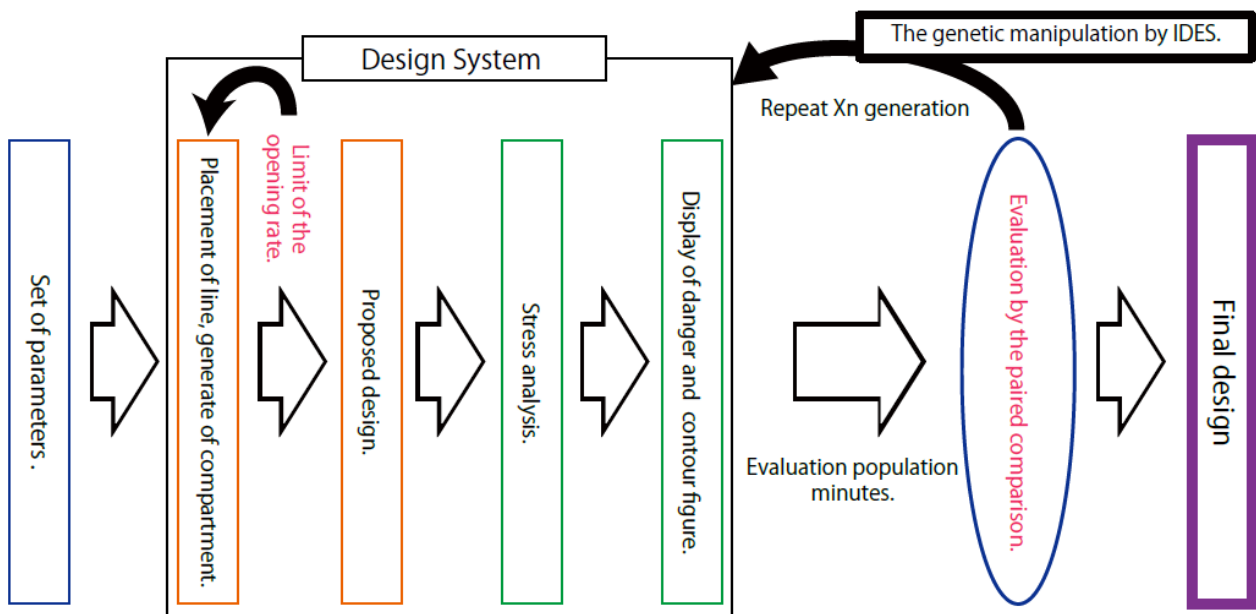 The genetic manipulation by IDES.
Design System
Repeat Xn generation
Set of parameters .
Placement of line, generate of compartment.
Limit of the
opening rate.
Proposed design.
Stress analysis.
Display of danger and contour figure.
Evaluation population
minutes.
Evaluation by the paired comparison.
Final design